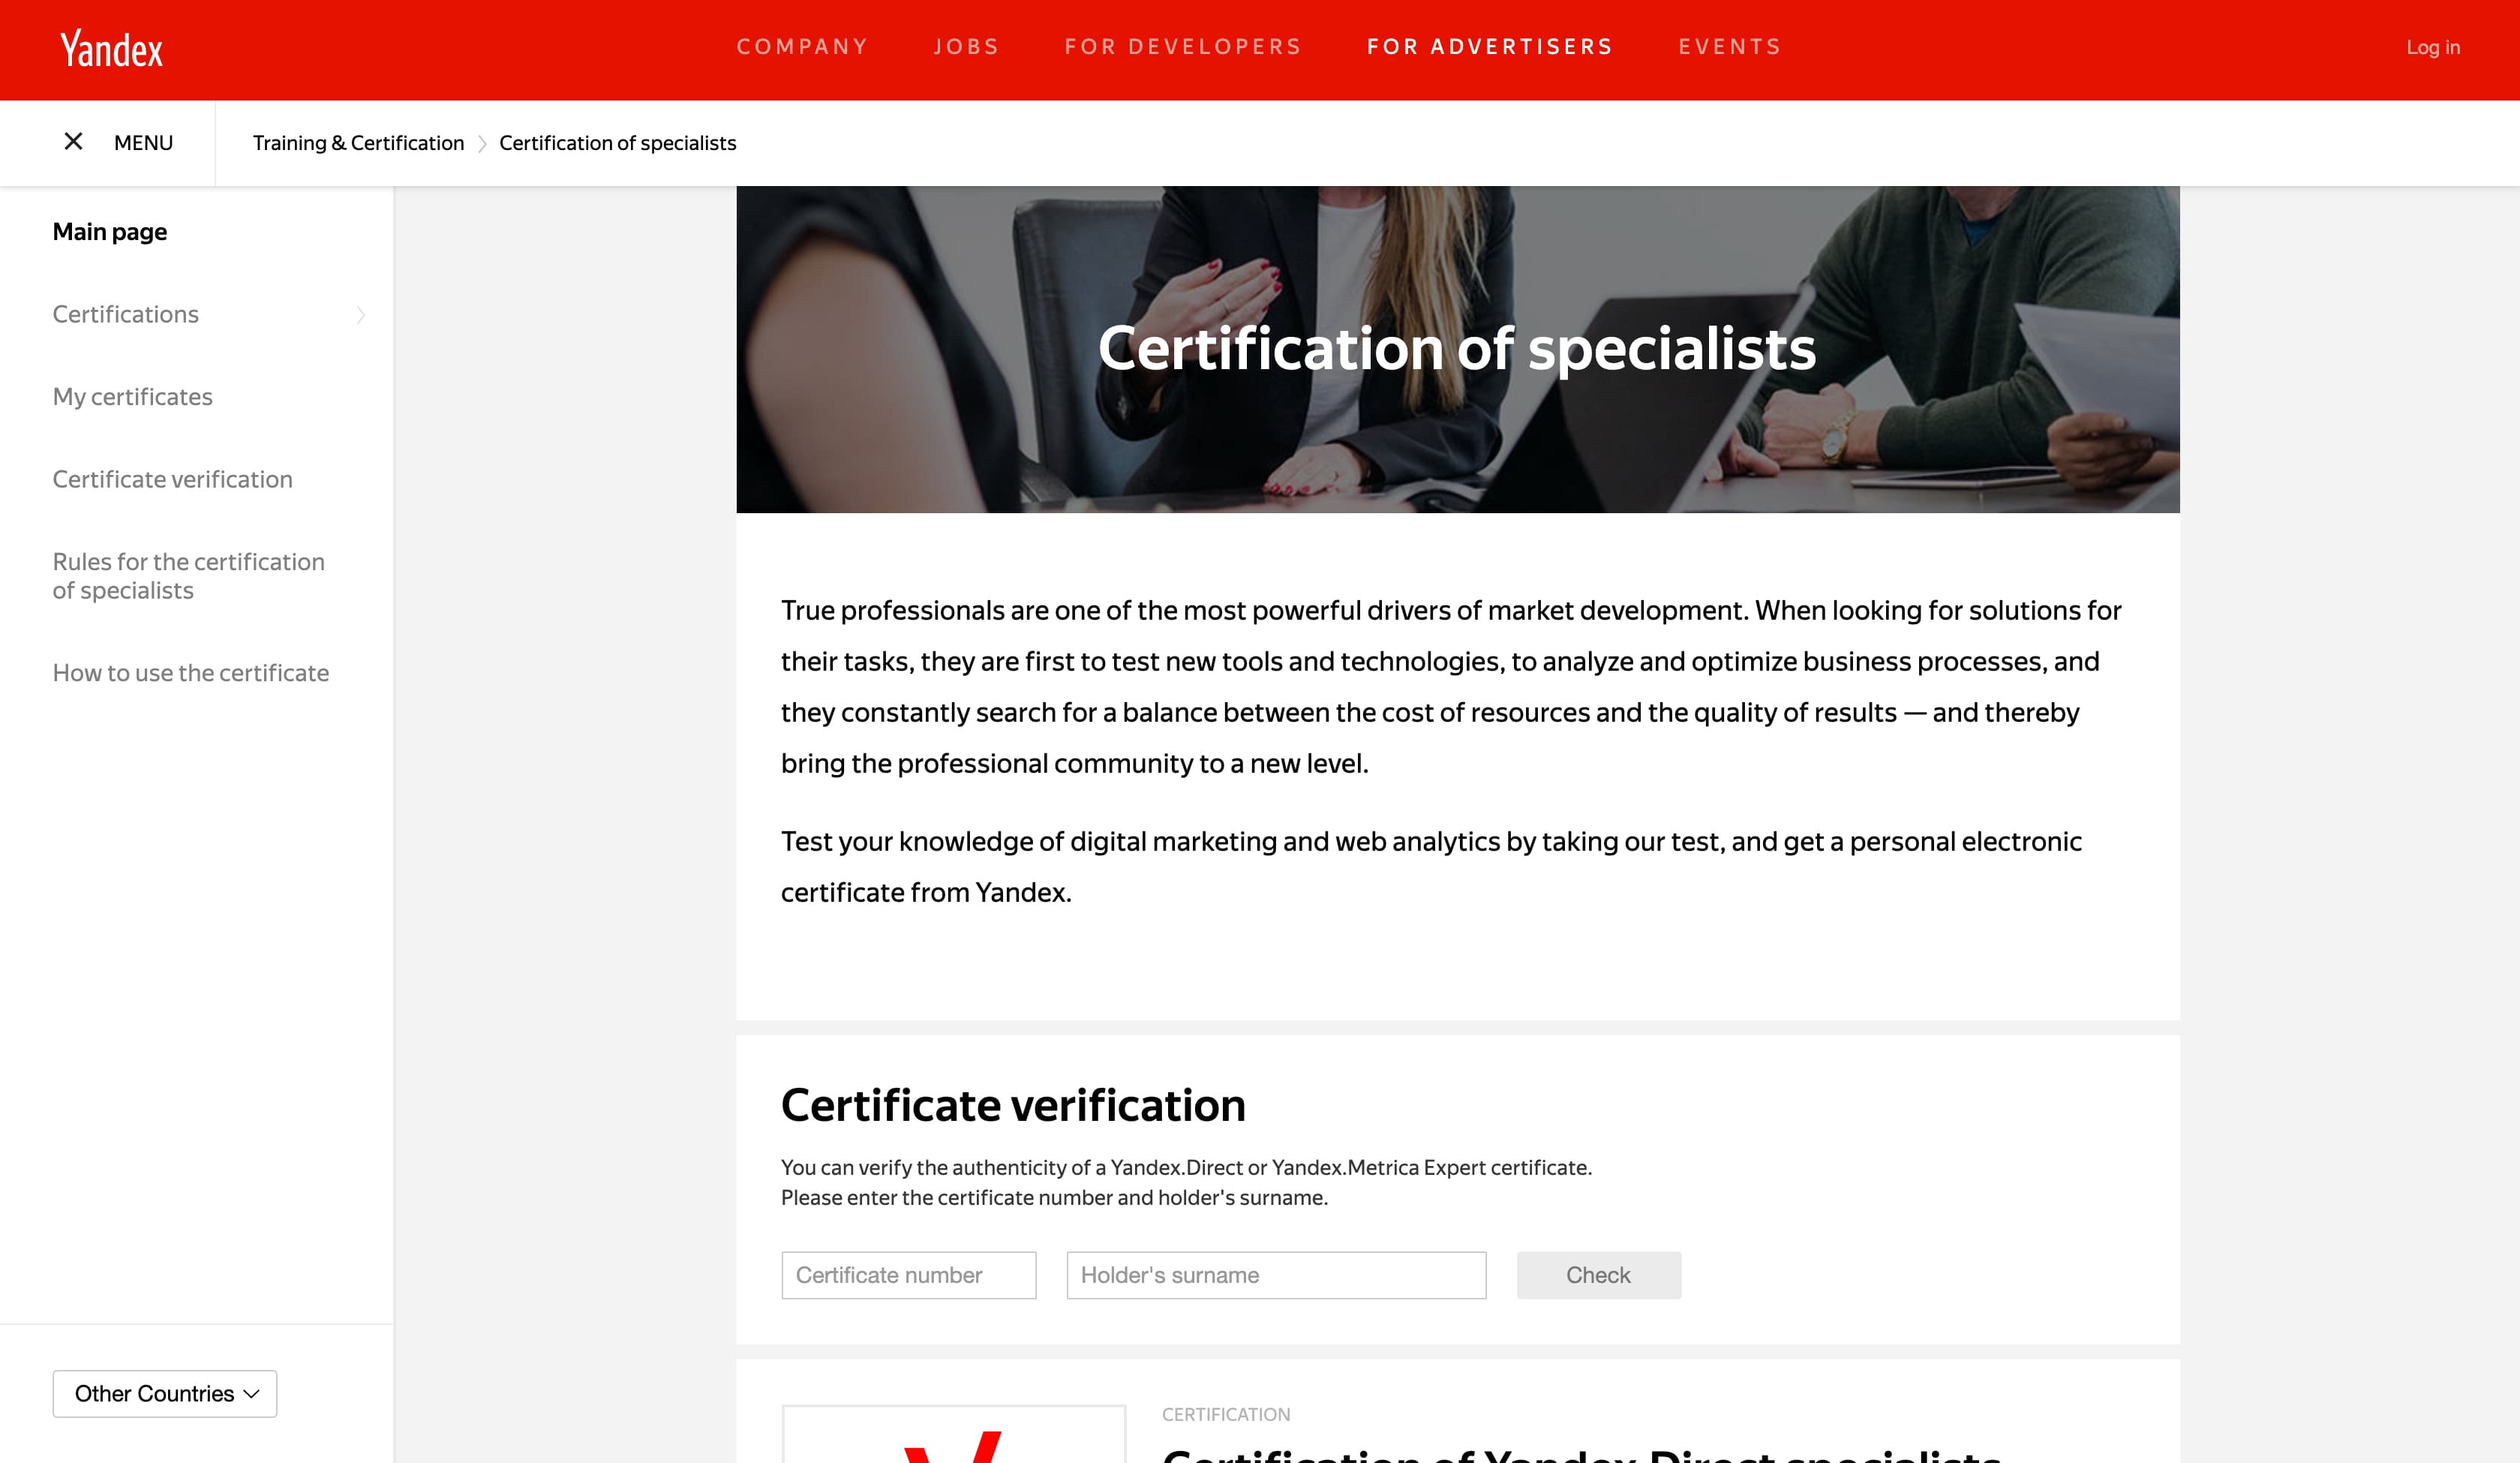 Yandex
COMPANY
JOBS
FOR DEVELOPERS
FOR ADVERTISERS
EVENTS
Log in
MENU
Training & Certification
Certification of specialists
Main page
Certifications
My certificates
Certificate verification
Rules for the certification
of specialists
How to use the certificate
Other Countries
Certification of specialists
True professionals are one of the most powerful drivers of market development. When looking for solutions for
their tasks, they are first to test new tools and technologies, to analyze and optimize business processes, and
they constantly search for a balance between the cost of resources and the quality of results — and thereby
bring the professional community to a new level.
Test your knowledge of digital marketing and web analytics by taking our test, and get a personal electronic
certificate from Yandex.
Certificate verification
You can verify the authenticity of a Yandex.Direct or Yandex.Metrica Expert certificate.
Please enter the certificate number and holder's surname.
Certificate number
Holder's surname
Check
CERTIFICATION
Certification of Yandex.Direct specialists